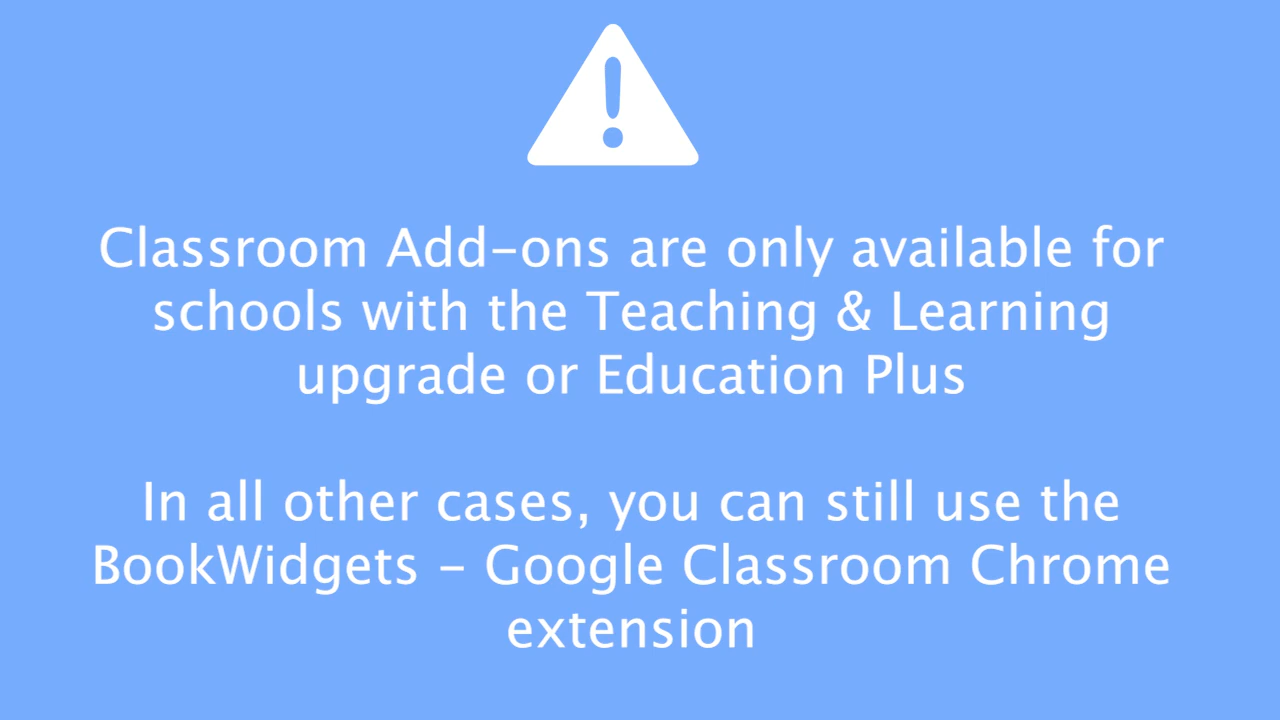 Classroom Add-ons are only available for
schools with the Teaching & Learning
upgrade or Education Plus
In all other cases, you can still use the
BookWidgets - Google Classroom Chrome
extension